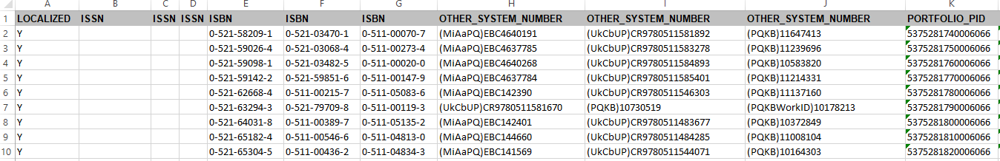 A B C D E F G H I J K
1 LOCALIZED ISSN ISSN ISSN ISBN ISBN ISBN OTHER_SYSTEM_NUMBER OTHER_SYSTEM_NUMBER OTHER_SYSTEM_NUMBER PORTFOLIO_PID
2 Y 0-521-58209-1 0-521-03470-1 0-511-00070-7 (MiAaPQ)EBC4640191 (UkCbUP)CR9780511581892 (PQKB)11647413 5375281740006066
3 Y 0-521-59026-4 0-521-03068-4 0-511-00273-4 (MiAaPQ)EBC4637785 (UkCbUP)CR9780511583278 (PQKB)11239696 5375281750006066
4 Y 0-521-59098-1 0-521-03482-5 0-511-00020-0 (MiAaPQ)EBC4640268 (UkCbUP)CR9780511584893 (PQKB)10583820 5375281760006066
5 Y 0-521-59142-2 0-521-59851-6 0-511-00147-9 (MiAaPQ)EBC4637784 (UkCbUP)CR9780511585401 (PQKB)11214331 5375281770006066
6 Y 0-521-62668-4 0-511-00215-7 0-511-05083-6 (MiAaPQ)EBC142390 (UkCbUP)CR9780511546303 (PQKB)11137160 5375281780006066
7 Y 0-521-63294-3 0-521-79709-8 0-511-00119-3 (UkCbUP)CR9780511581670 (PQKB)10730519 (PQKBWorkID)10178213 5375281790006066
8 Y 0-521-64031-8 0-511-00389-7 0-511-05135-2 (MiAaPQ)EBC142401 (UkCbUP)CR9780511483677 (PQKB)10372849 5375281800006066
9 Y 0-521-65182-4 0-511-00546-6 0-511-04813-0 (MiAaPQ)EBC144660 (UkCbUP)CR9780511484285 (PQKB)11008104 5375281810006066
10 Y 0-521-65304-5 0-511-00436-2 0-511-04834-3 (MiAaPQ)EBC141569 (UkCbUP)CR9780511544071 (PQKB)10164303 5375281820006066